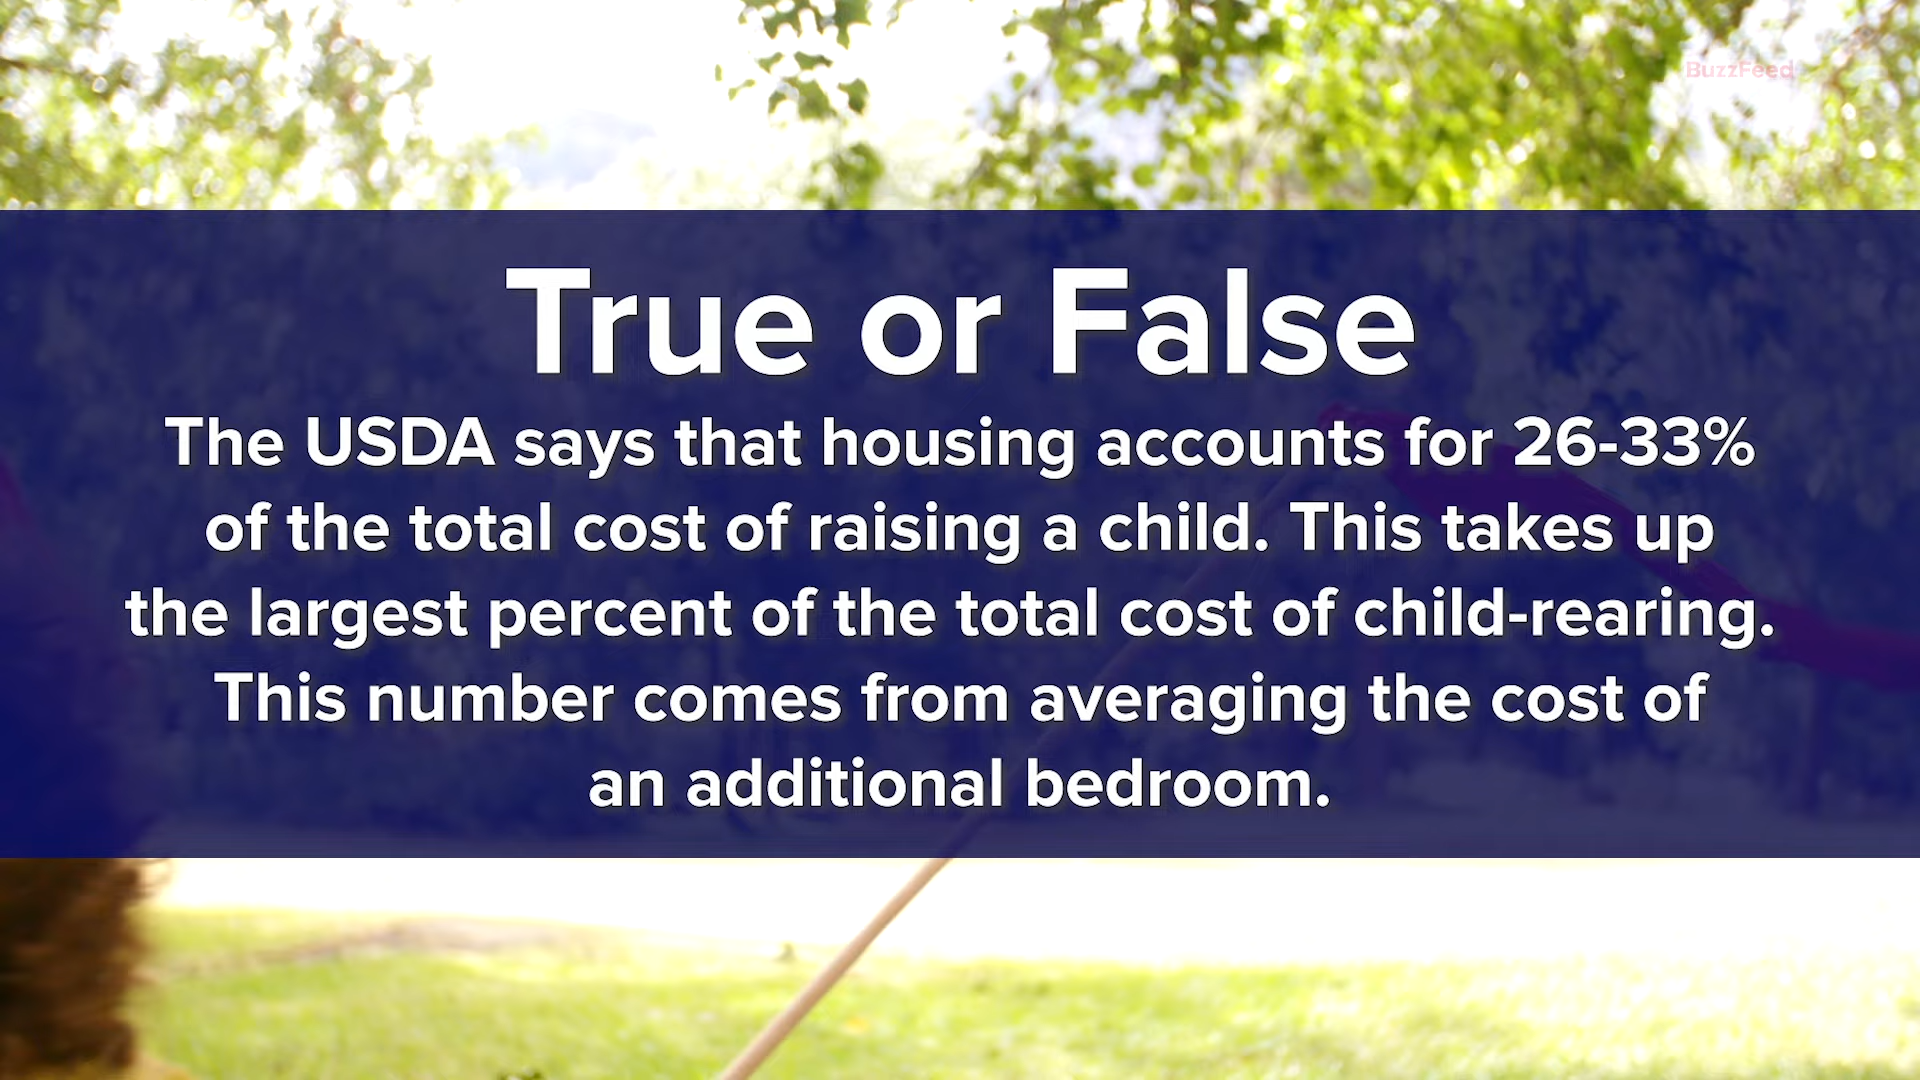 BuzzFeed
True or False
The USDA says that housing accounts for 26-33%
of the total cost of raising a child. This takes up
the largest percent of the total cost of child-rearing.
This number comes from averaging the cost of
an additional bedroom.